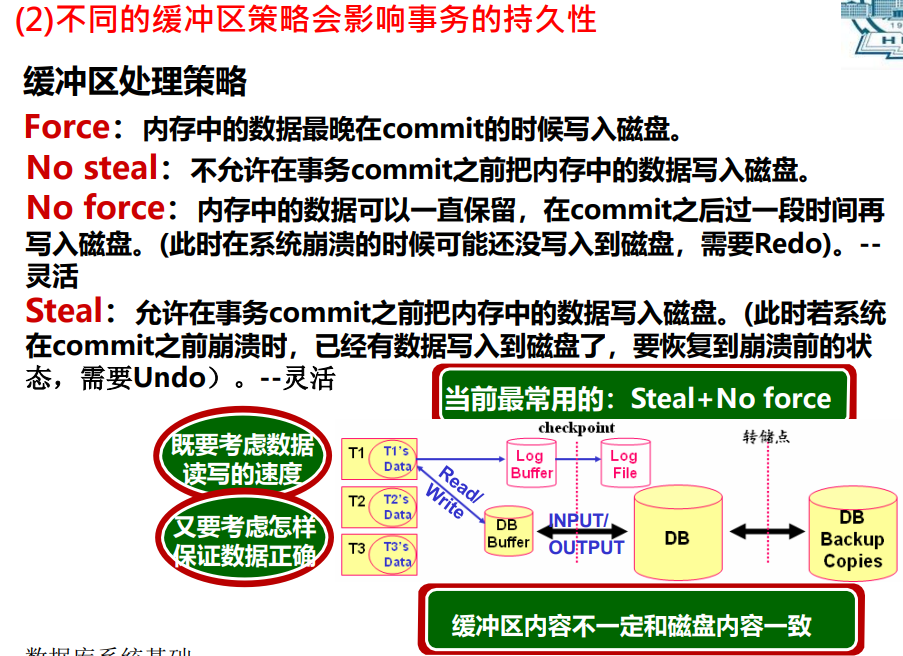 (2)不同的缓冲区策略会影响事务的持久性
缓冲区处理策略
Force：内存中的数据最晚在commit的时候写入磁盘。
No steal：不允许在事务commit之前把内存中的数据写入磁盘。
No force：内存中的数据可以一直保留，在commit之后过一段时间再
写入磁盘。(此时在系统崩溃的时候可能还没写入到磁盘，需要Redo)。--
灵活
Steal：允许在事务commit之前把内存中的数据写入磁盘。(此时若系统
在commit之前崩溃时，已经有数据写入到磁盘了，要恢复到崩溃前的状
态，需要Undo）。--灵活
当前最常用的：Steal+No force
既要考虑数据
读写的速度
又要考虑怎样
保证数据正确
checkpoint
转储点
T1
T1's
Data
T2
T2's
Data
T3
T3's
Data
Read/
Write
Log
Buffer
Log
File
DB
Buffer
INPUT/
OUTPUT
DB
DB
Backup
Copies
缓冲区内容不一定和磁盘内容一致
数据库系统基础